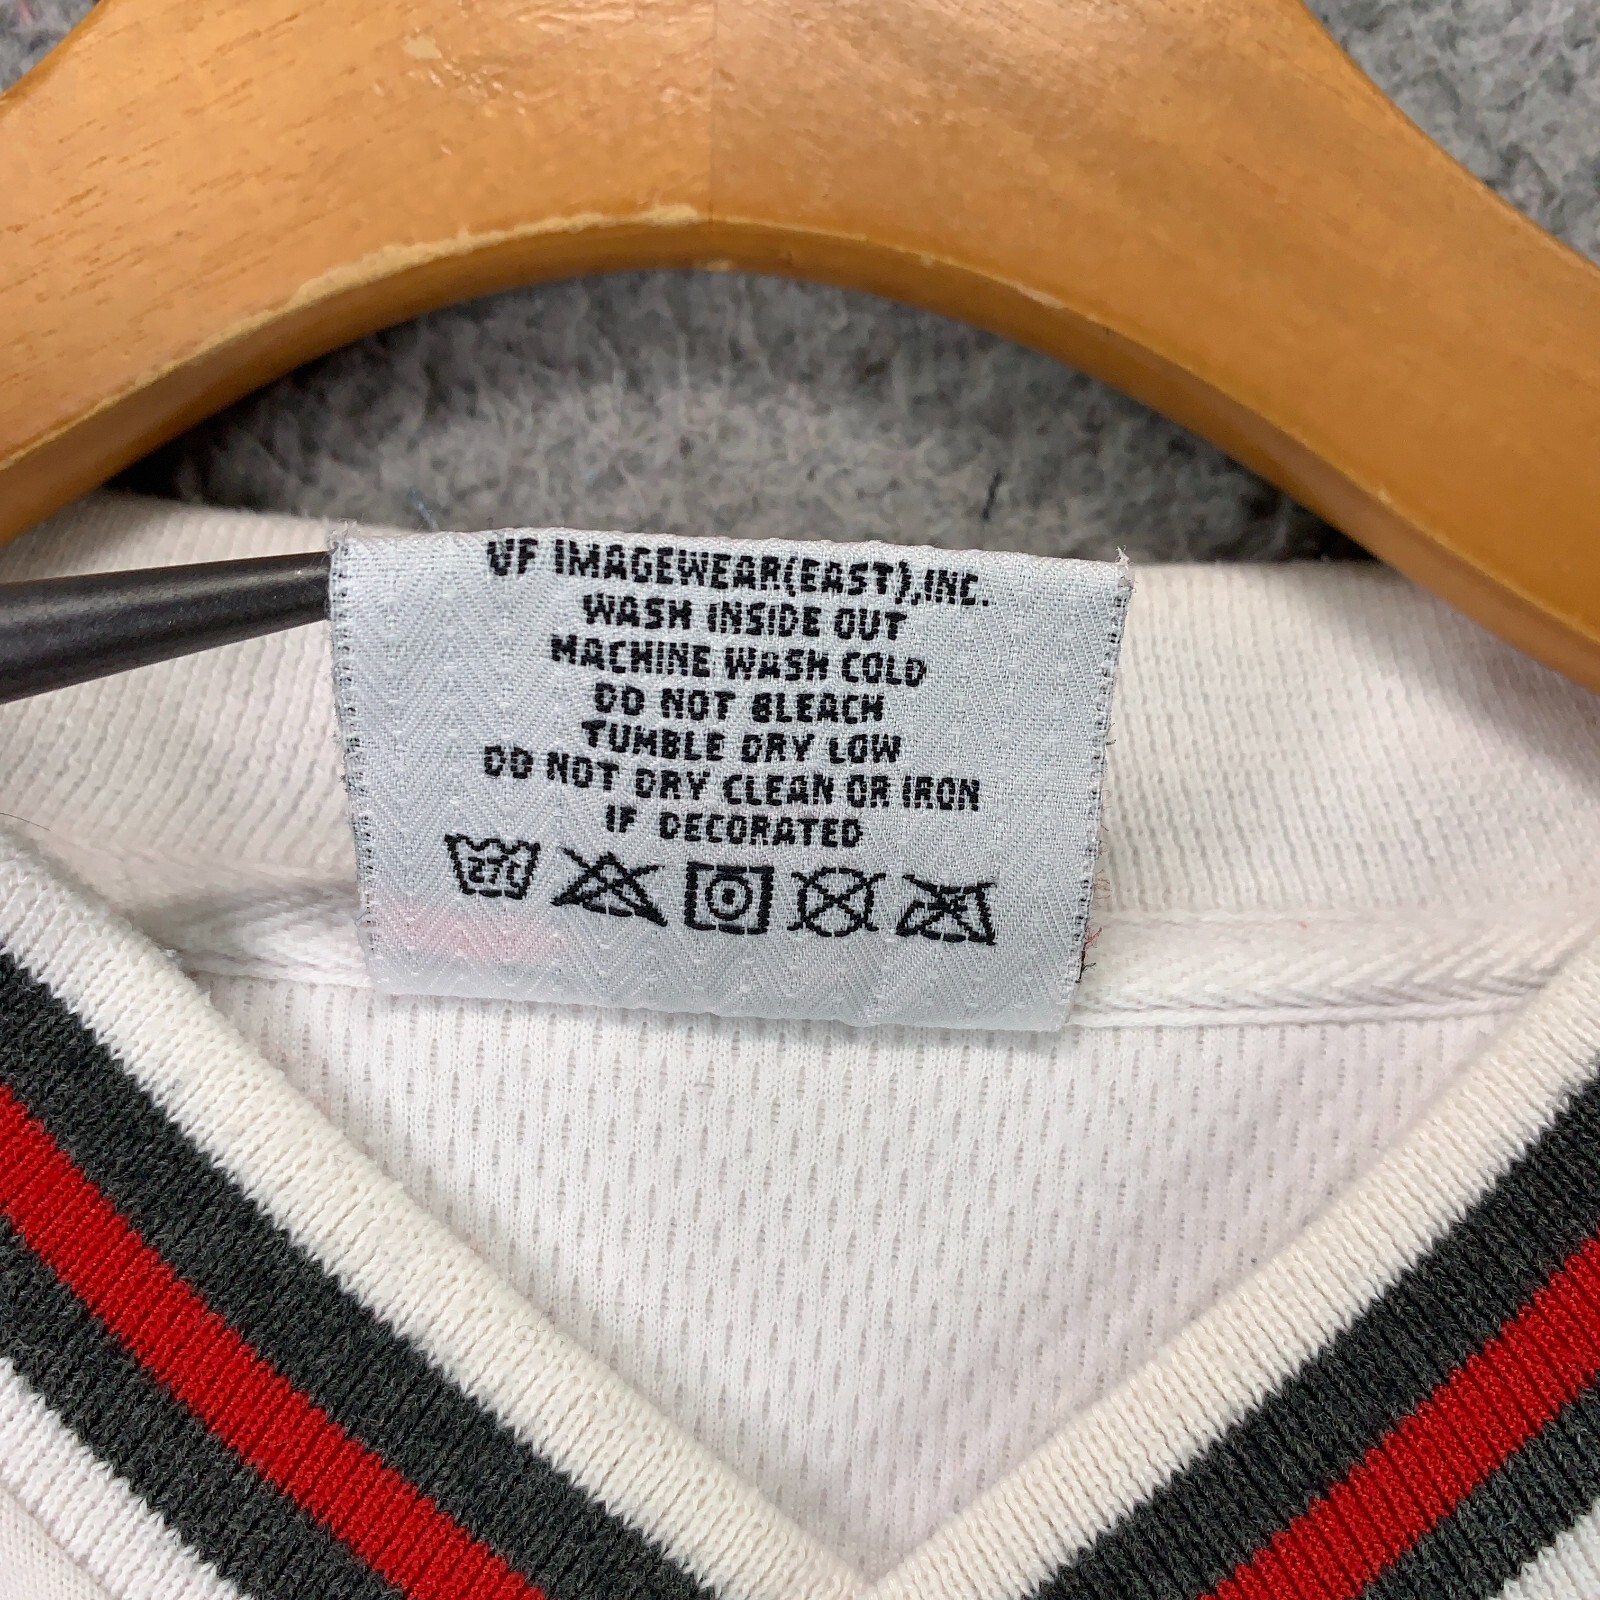 VF IMAGEWEAR(EAST),INC.
WASH INSIDE OUT
MACHINE WASH COLD
DO NOT BLEACH
TUMBLE DRY LOW
DO NOT DRY CLEAN OR IRON
IF DECORATED
27C